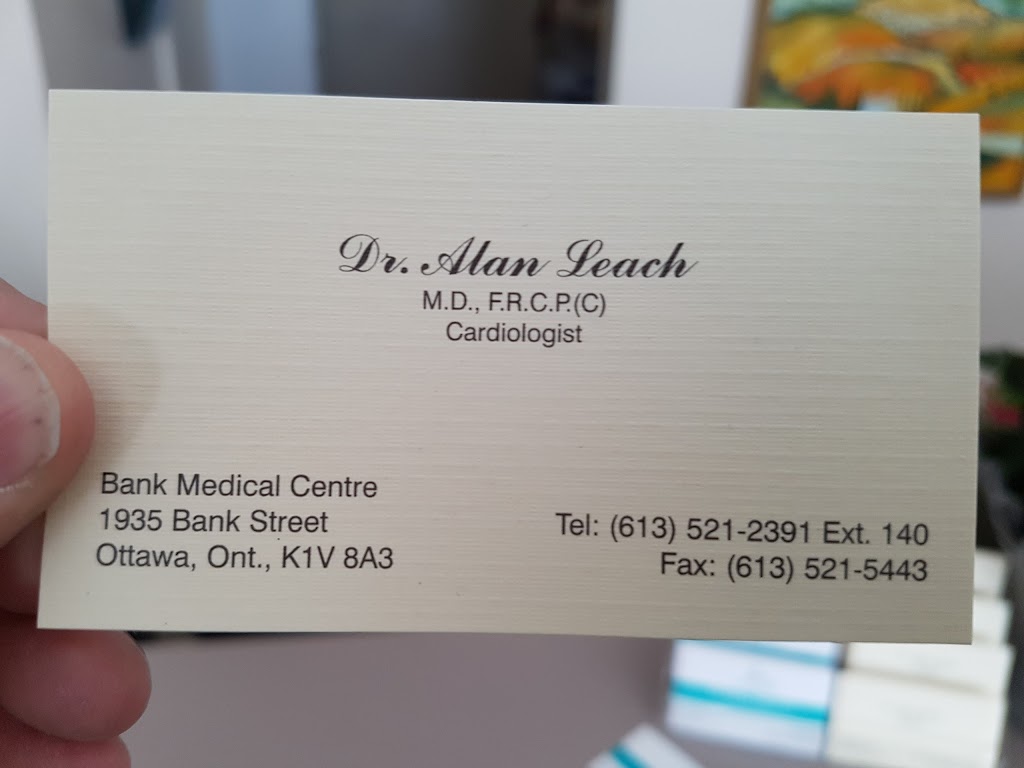 Dr. Alan Leach
M.D., F.R.C.P.(C)
Cardiologist
Bank Medical Centre
1935 Bank Street
Ottawa, Ont., K1V 8A3
Tel: (613) 521-2391 Ext. 140
Fax: (613) 521-5443